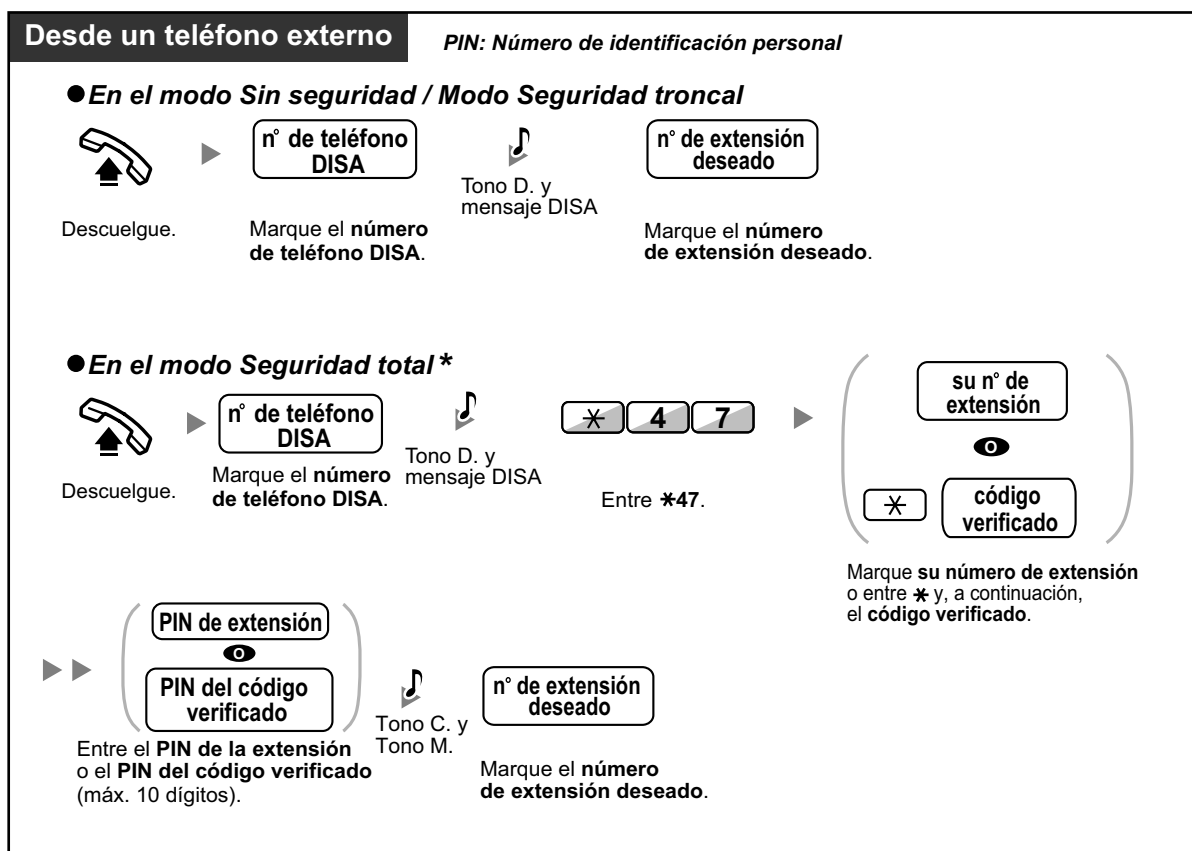 Desde un teléfono externo
PIN: Número de identificación personal
●En el modo Sin seguridad / Modo Seguridad troncal
n° de teléfono
DISA
n° de extensión
deseado
Tono D. y
mensaje DISA
Descuelgue.
Marque el número
de teléfono DISA.
Marque el número
de extensión deseado.
●En el modo Seguridad total*
n° de teléfono
DISA
Tono D. y
mensaje DISA
* 4 7
su n° de
extensión
o
* código
verificado
Descuelgue.
Marque el número
de teléfono DISA.
Entre *47.
Marque su número de extensión
o entre * y, a continuación,
el código verificado.
PIN de extensión
o
PIN del código
verificado
Tono C. y
Tono M.
n° de extensión
deseado
Entre el PIN de la extensión
o el PIN del código verificado
(máx. 10 dígitos).
Marque el número
de extensión deseado.